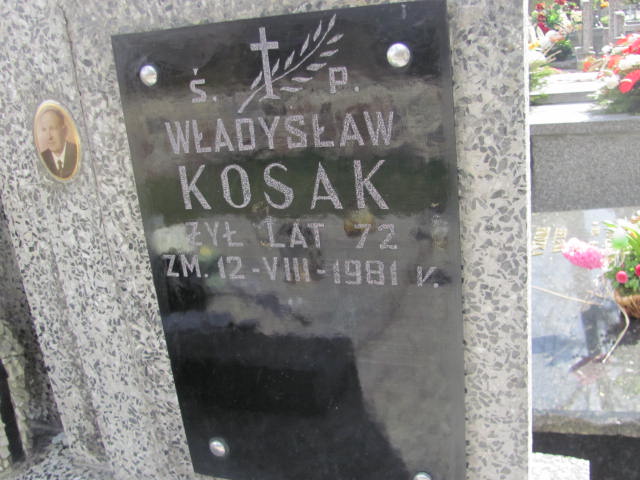 Ś. P.
WŁADYSŁAW
KOSAK
ŻYŁ LAT 72
ZM. 12-VIII-1981 r.